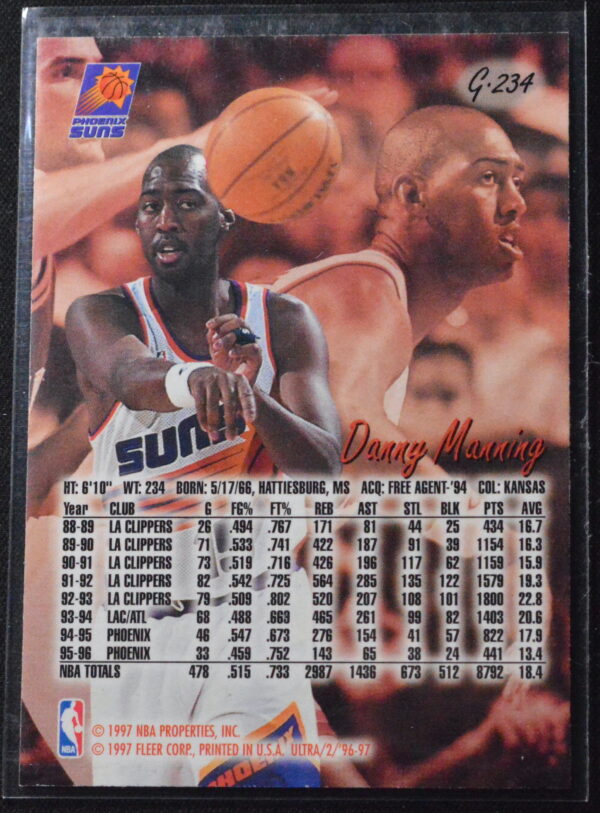 G·234
PHOENIX
SUNS
SUNS
Danny Manning
HT: 6'10" WT: 234 BORN: 5/17/66, HATTIESBURG, MS ACQ: FREE AGENT-'94 COL: KANSAS
Year CLUB G FG% FT% REB AST STL BLK PTS AVG
88-89 LA CLIPPERS 26 .494 .767 171 81 44 25 434 16.7
89-90 LA CLIPPERS 71 .533 .741 422 187 91 39 1154 16.3
90-91 LA CLIPPERS 73 .519 .716 426 196 117 62 1159 15.9
91-92 LA CLIPPERS 82 .542 .725 564 285 135 122 1579 19.3
92-93 LA CLIPPERS 79 .509 .802 520 207 108 101 1800 22.8
93-94 LAC/ATL 68 .488 .669 465 261 99 82 1403 20.6
94-95 PHOENIX 46 .547 .673 276 154 41 57 822 17.9
95-96 PHOENIX 33 .459 .752 143 65 38 24 441 13.4
NBA TOTALS 478 .515 .733 2987 1436 673 512 8792 18.4
NBA
© 1997 NBA PROPERTIES, INC.
© 1997 FLEER CORP., PRINTED IN U.S.A. ULTRA/2/'96-97
PHOENIX